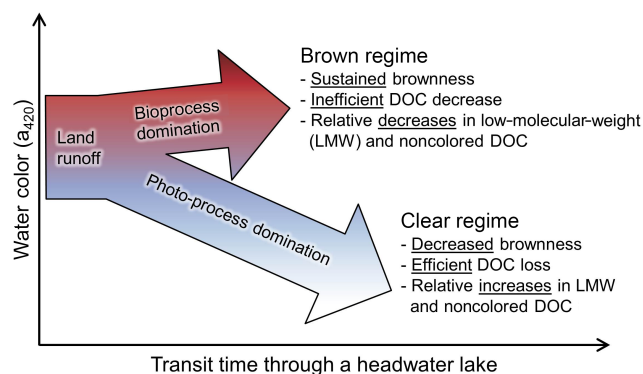 Brown regime
- Sustained brownness
- Inefficient DOC decrease
- Relative decreases in low-molecular-weight
(LMW) and noncolored DOC
Bioprocess
domination
Land
runoff
Photo-process domination
Clear regime
- Decreased brownness
- Efficient DOC loss
- Relative increases in LMW
and noncolored DOC
Water color (a420)
Transit time through a headwater lake